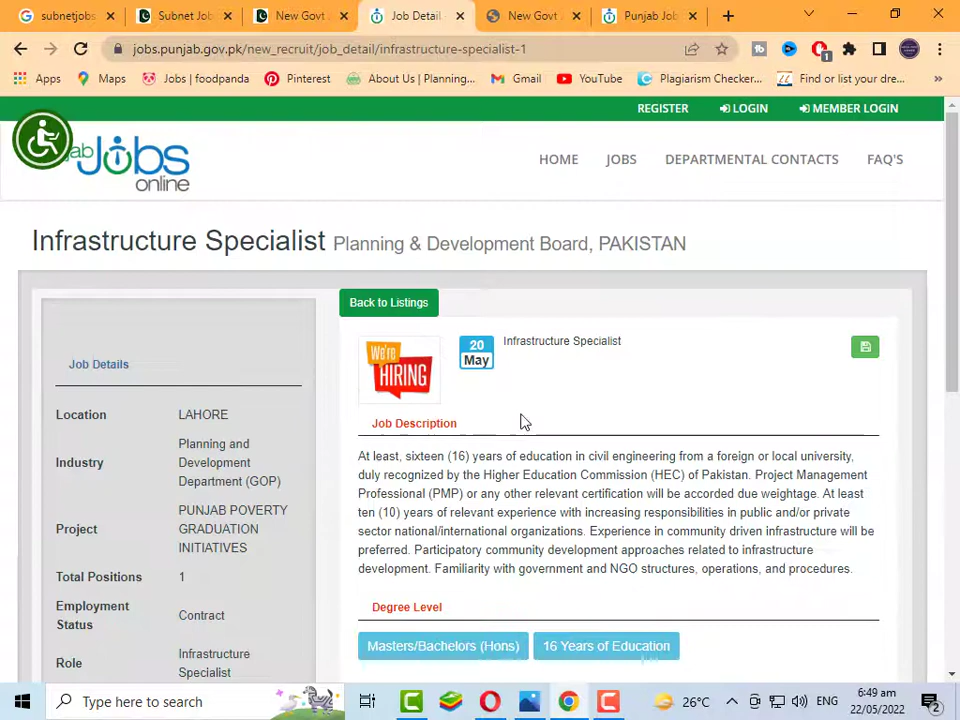 subnetjobs
Subnet Job
New Govt
Job Detail
New Govt
Punjab Job
jobs.punjab.gov.pk/new_recruit/job_detail/infrastructure-specialist-1
Apps
Maps
Jobs | foodpanda
Pinterest
About Us | Planning...
Gmail
YouTube
Plagiarism Checker...
Find or list your dre...
REGISTER
LOGIN
MEMBER LOGIN
Jobs
online
HOME
JOBS
DEPARTMENTAL CONTACTS
FAQ'S
Infrastructure Specialist Planning & Development Board, PAKISTAN
Back to Listings
Job Details
Location LAHORE
Industry Planning and
Development
Department (GOP)
Project PUNJAB POVERTY
GRADUATION
INITIATIVES
Total Positions 1
Employment
Status Contract
Role Infrastructure
Specialist
We're
HIRING
20
May
Infrastructure Specialist
Job Description
At least, sixteen (16) years of education in civil engineering from a foreign or local university,
duly recognized by the Higher Education Commission (HEC) of Pakistan. Project Management
Professional (PMP) or any other relevant certification will be accorded due weightage. At least
ten (10) years of relevant experience with increasing responsibilities in public and/or private
sector national/international organizations. Experience in community driven infrastructure will be
preferred. Participatory community development approaches related to infrastructure
development. Familiarity with government and NGO structures, operations, and procedures.
Degree Level
Masters/Bachelors (Hons)
16 Years of Education
Type here to search
26°C
ENG
6:49 am
22/05/2022
2